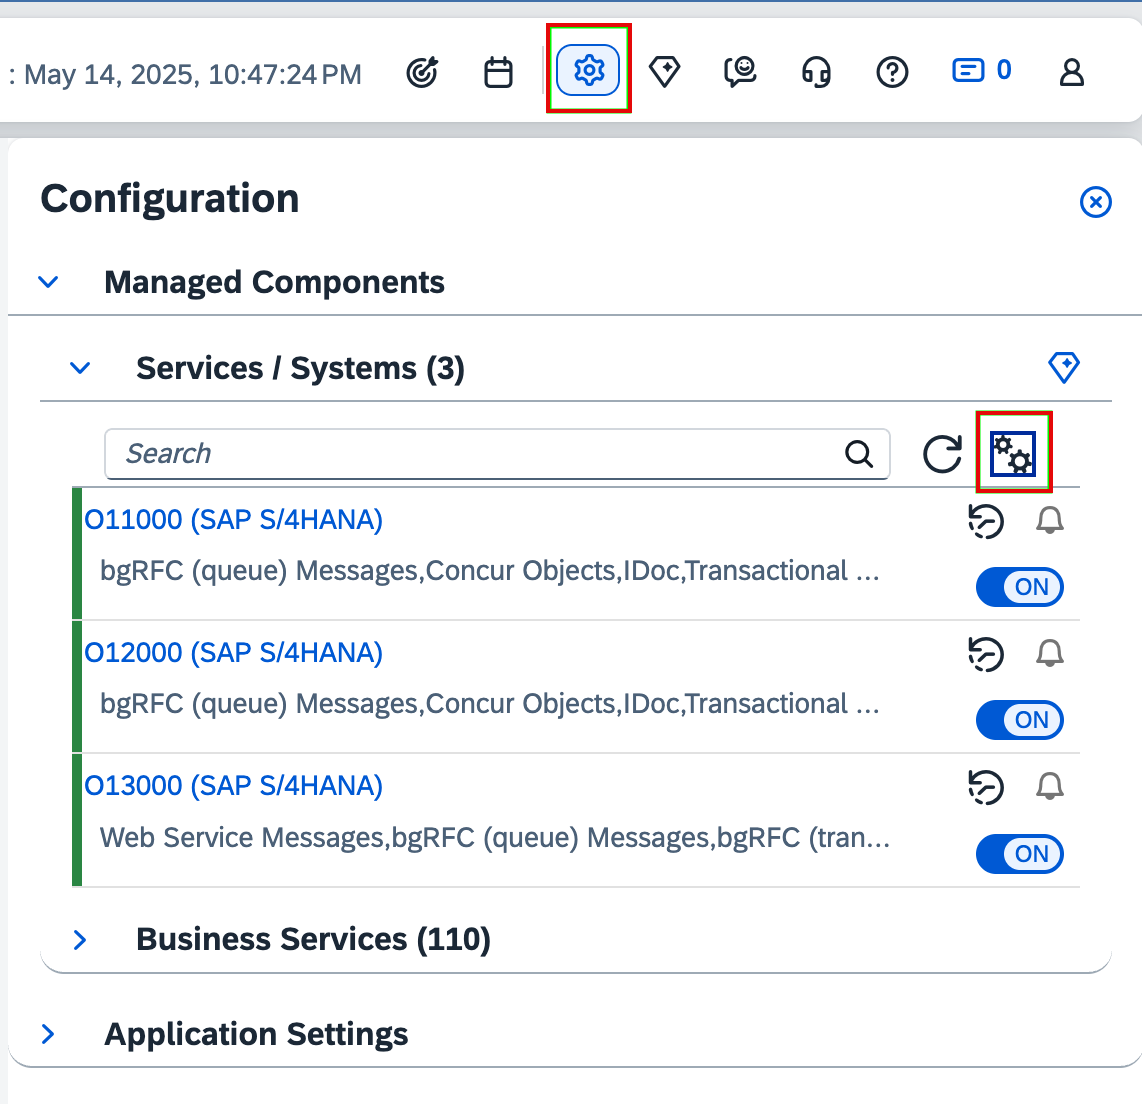 : May 14, 2025, 10:47:24 PM
0
Configuration
Managed Components
Services / Systems (3)
Search
O11000 (SAP S/4HANA)
bgRFC (queue) Messages,Concur Objects,IDoc,Transactional ...
ON
O12000 (SAP S/4HANA)
bgRFC (queue) Messages,Concur Objects,IDoc,Transactional ...
ON
O13000 (SAP S/4HANA)
Web Service Messages,bgRFC (queue) Messages,bgRFC (tran...
ON
Business Services (110)
Application Settings